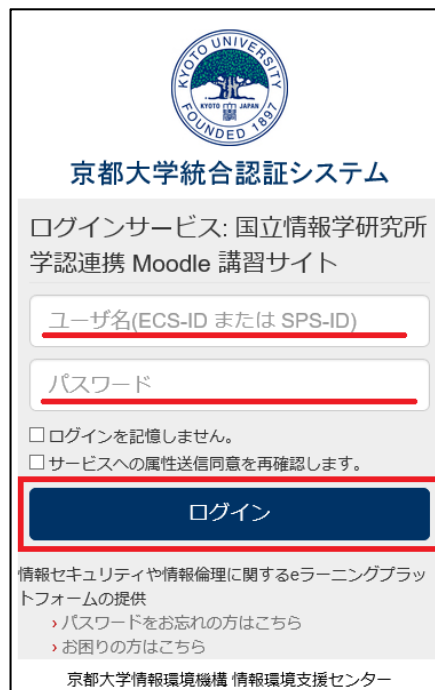 KYOTO UNIVERSITY
KYOTO JAPAN
FOUNDED 1897
京都大学統合認証システム
ログインサービス: 国立情報学研究所
学認連携 Moodle 講習サイト
ユーザ名(ECS-ID または SPS-ID)
パスワード
ログインを記憶しません。
サービスへの属性送信同意を再確認します。
ログイン
情報セキュリティや情報倫理に関するeラーニングプラッ
トフォームの提供
› パスワードをお忘れの方はこちら
› お困りの方はこちら
京都大学情報環境機構 情報環境支援センター